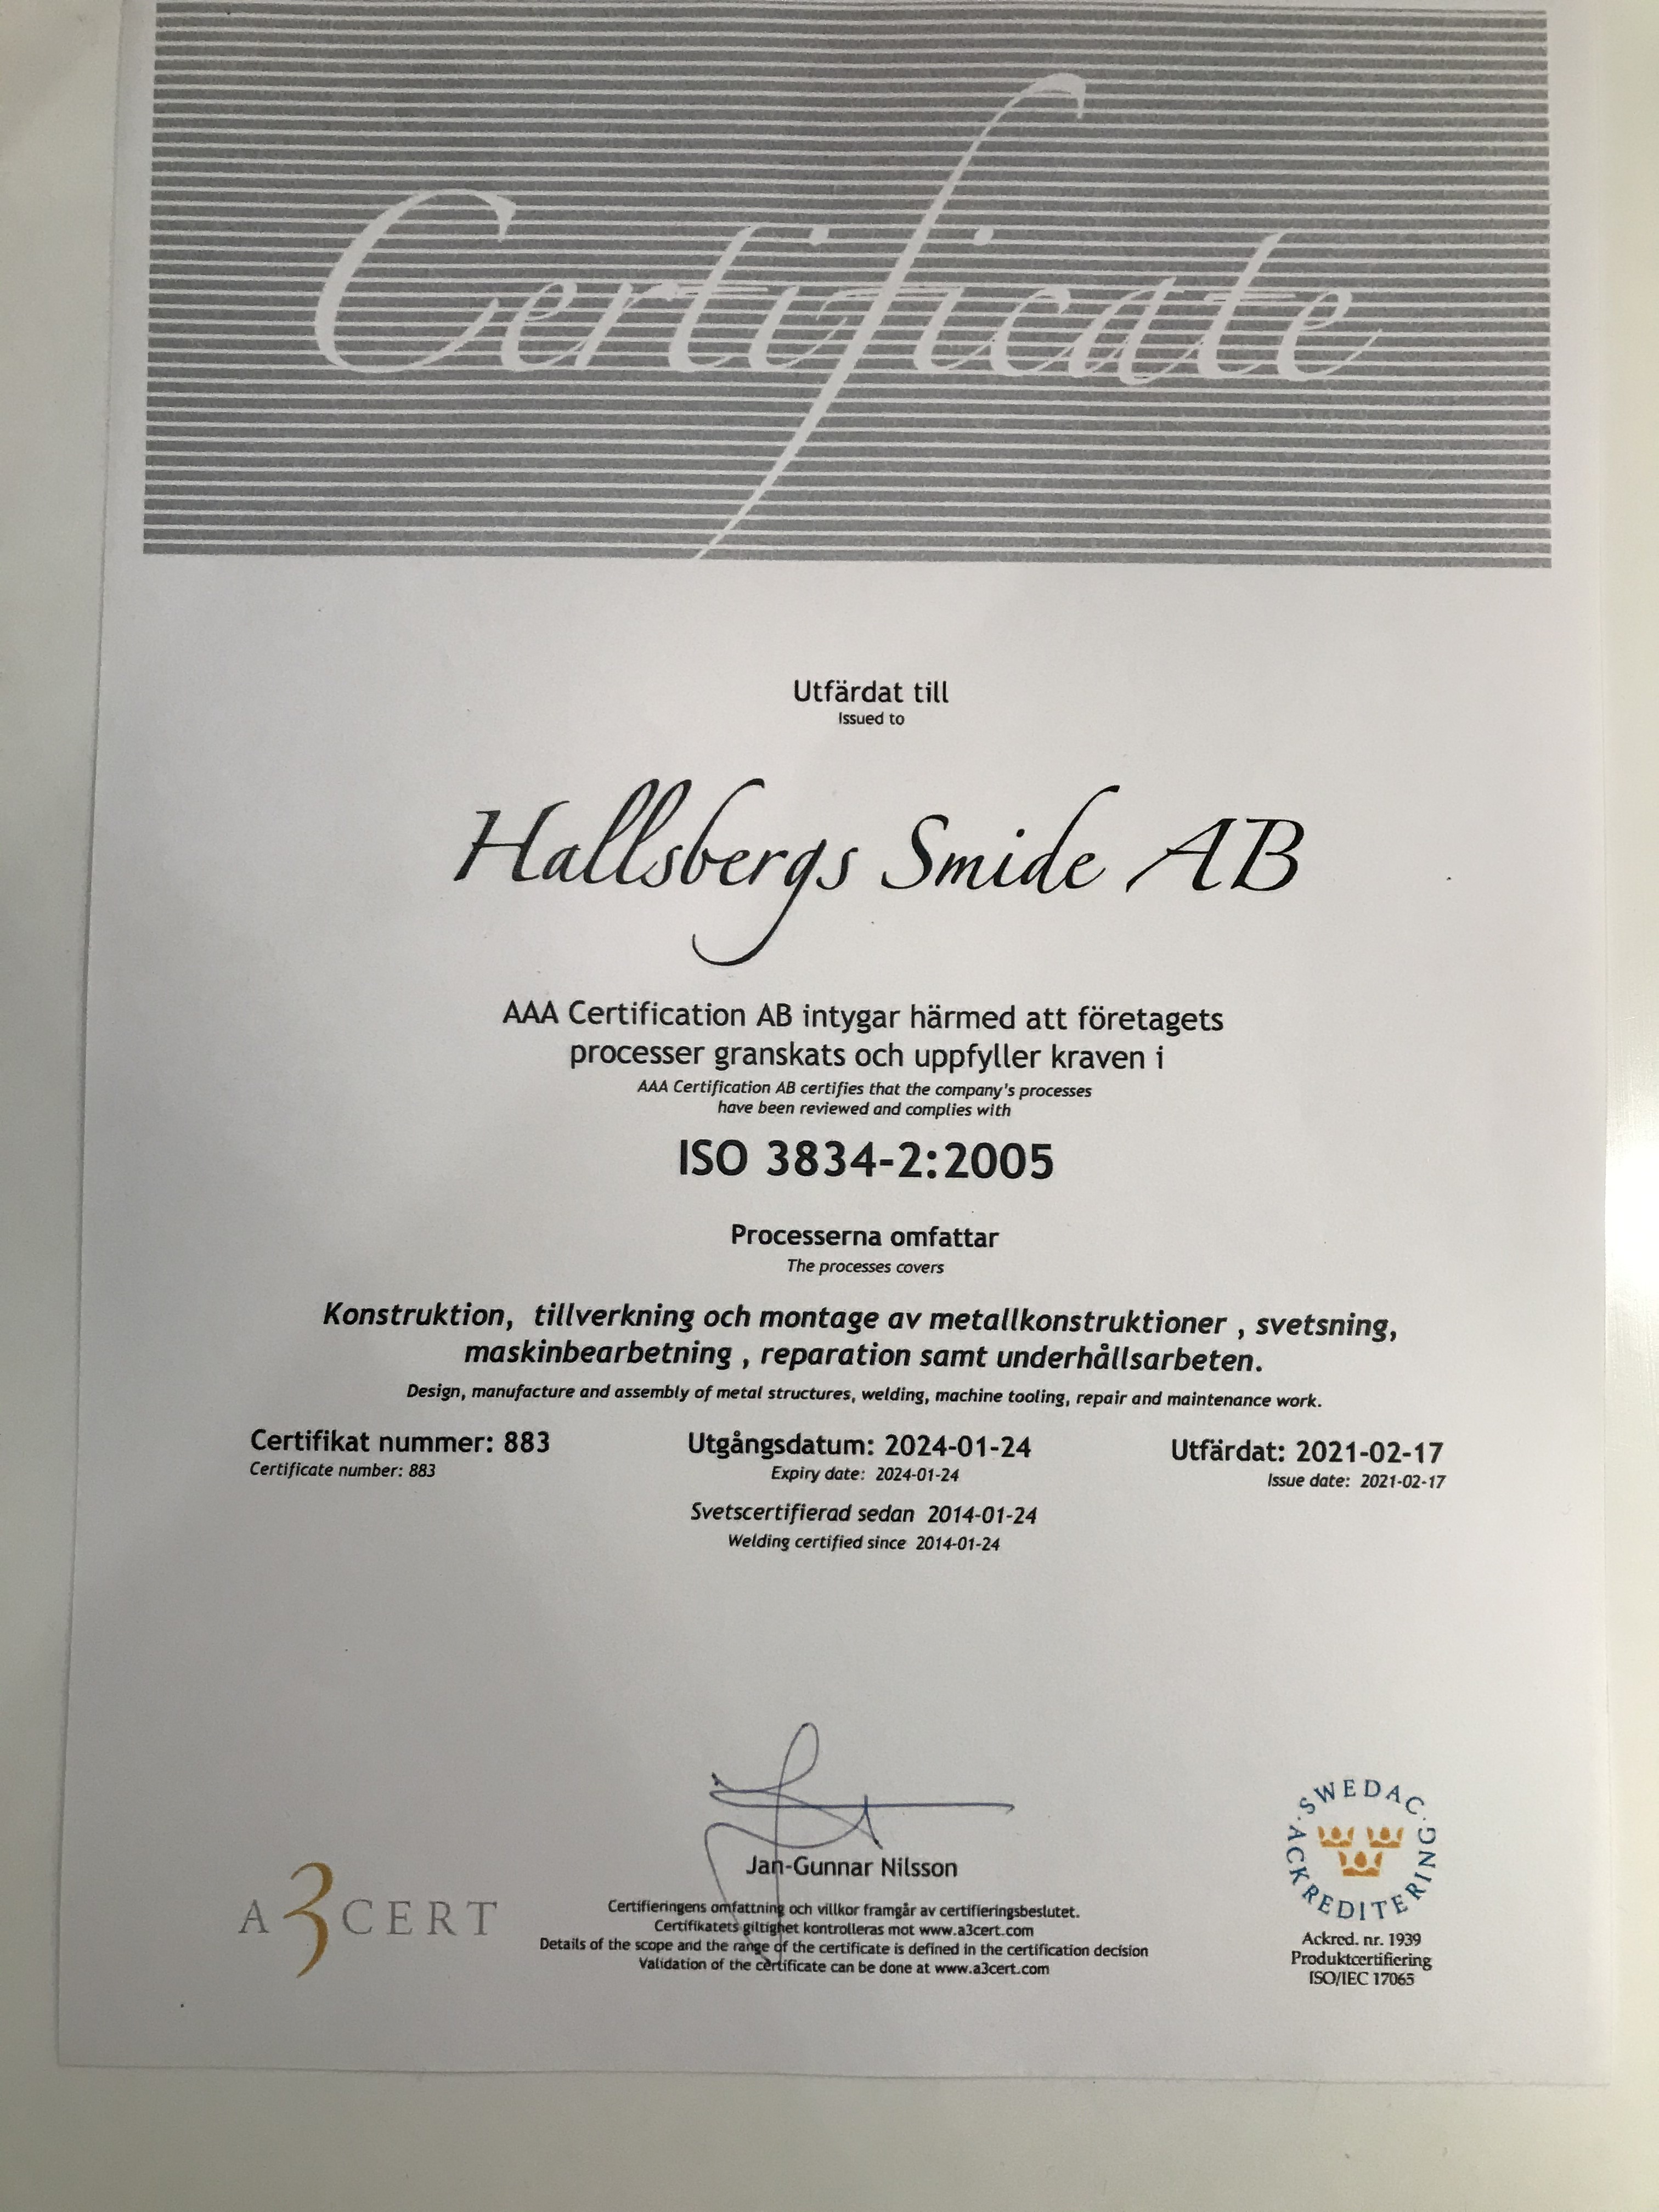 Certificate
Utfärdat till
Issued to
Hallsbergs Smide AB
AAA Certification AB intygar härmed att företagets
processer granskats och uppfyller kraven i
AAA Certification AB certifies that the company's processes
have been reviewed and complies with
ISO 3834-2:2005
Processerna omfattar
The processes covers
Konstruktion, tillverkning och montage av metallkonstruktioner , svetsning,
maskinbearbetning , reparation samt underhållsarbeten.
Design, manufacture and assembly of metal structures, welding, machine tooling, repair and maintenance work.
Certifikat nummer: 883
Certificate number: 883
Utgångsdatum: 2024-01-24
Expiry date: 2024-01-24
Utfärdat: 2021-02-17
Issue date: 2021-02-17
Svetscertifierad sedan 2014-01-24
Welding certified since 2014-01-24
Jan-Gunnar Nilsson
Certifieringens omfattning och villkor framgår av certifieringsbeslutet.
Certifikatets giltighet kontrolleras mot www.a3cert.com
Details of the scope and the range of the certificate is defined in the certification decision
Validation of the certificate can be done at www.a3cert.com
A3CERT
SWEDAC
ACKREDITERING
Ackred. nr. 1939
Produktcertifiering
ISO/IEC 17065